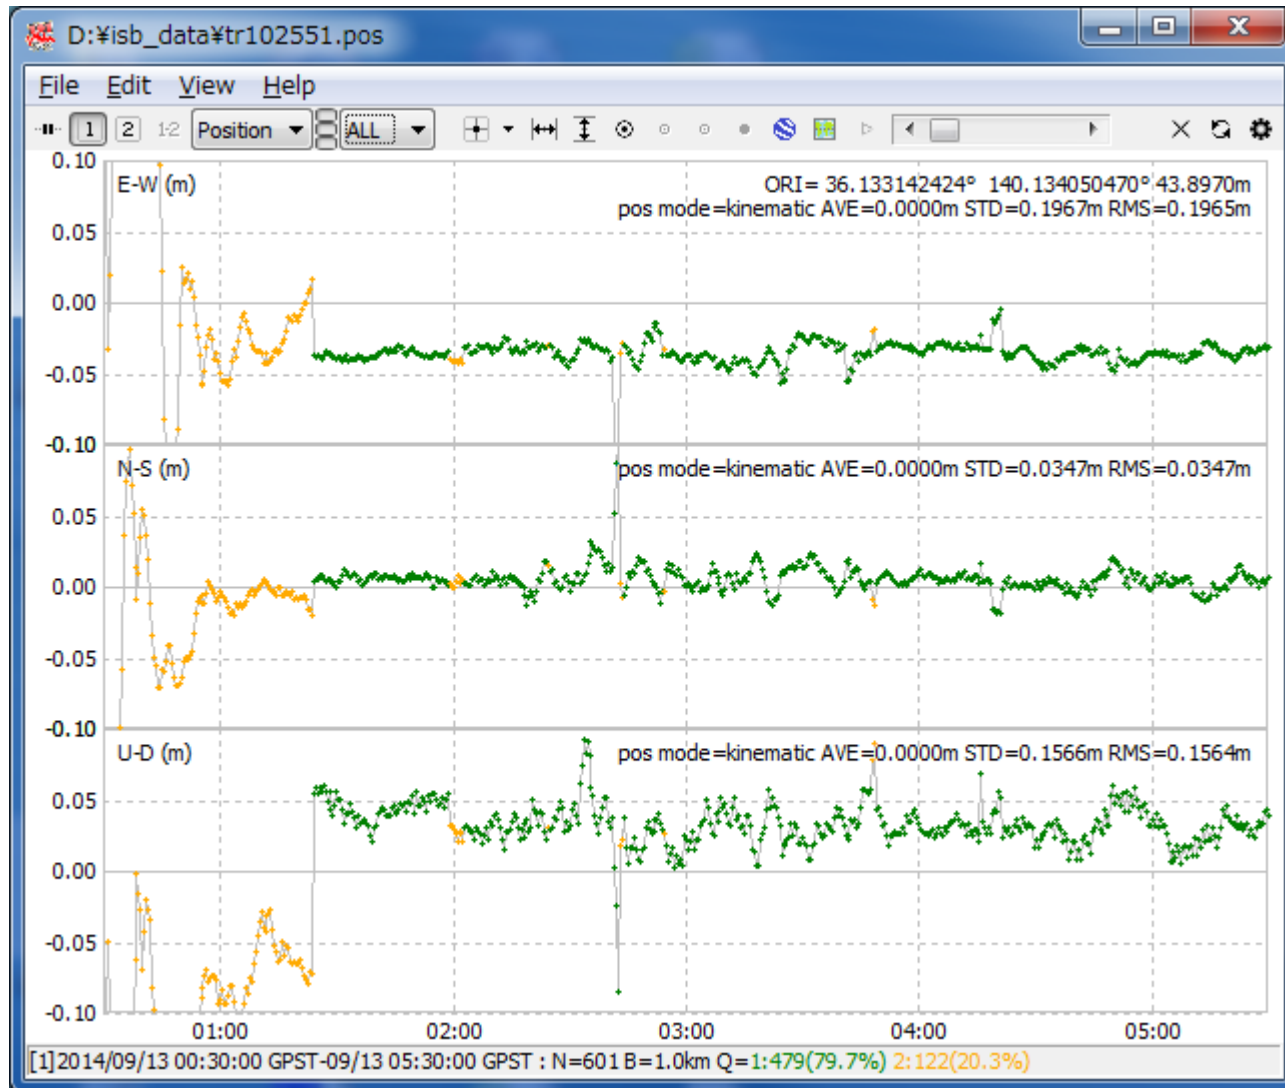 D:¥isb_data¥tr102551.pos
File Edit View Help
1 2 1-2 Position ALL
0.10 E-W (m) ORI= 36.133142424° 140.134050470° 43.8970m
pos mode=kinematic AVE=0.0000m STD=0.1967m RMS=0.1965m
0.05
0.00
-0.05
-0.10
N-S (m) pos mode=kinematic AVE=0.0000m STD=0.0347m RMS=0.0347m
0.05
0.00
-0.05
-0.10
U-D (m) pos mode=kinematic AVE=0.0000m STD=0.1566m RMS=0.1564m
0.05
0.00
-0.05
-0.10
01:00 02:00 03:00 04:00 05:00
[1]2014/09/13 00:30:00 GPST-09/13 05:30:00 GPST : N=601 B=1.0km Q=1:479(79.7%) 2:122(20.3%)